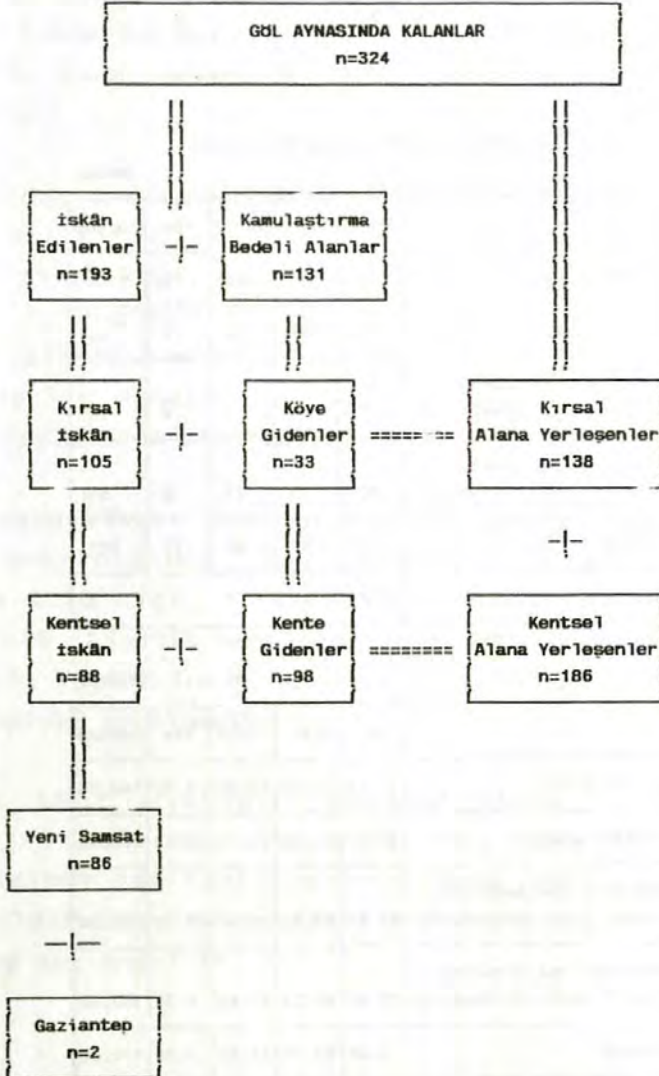 GÖL AYNASINDA KALANLAR
n=324
İskân
Edilenler
n=193
Kamulaştırma
Bedeli Alanlar
n=131
Kırsal
İskân
n=105
Köye
Gidenler
n=33
Kırsal
Alana Yerleşenler
n=138
Kentsel
İskân
n=88
Kente
Gidenler
n=98
Kentsel
Alana Yerleşenler
n=186
Yeni Samsat
n=86
Gaziantep
n=2